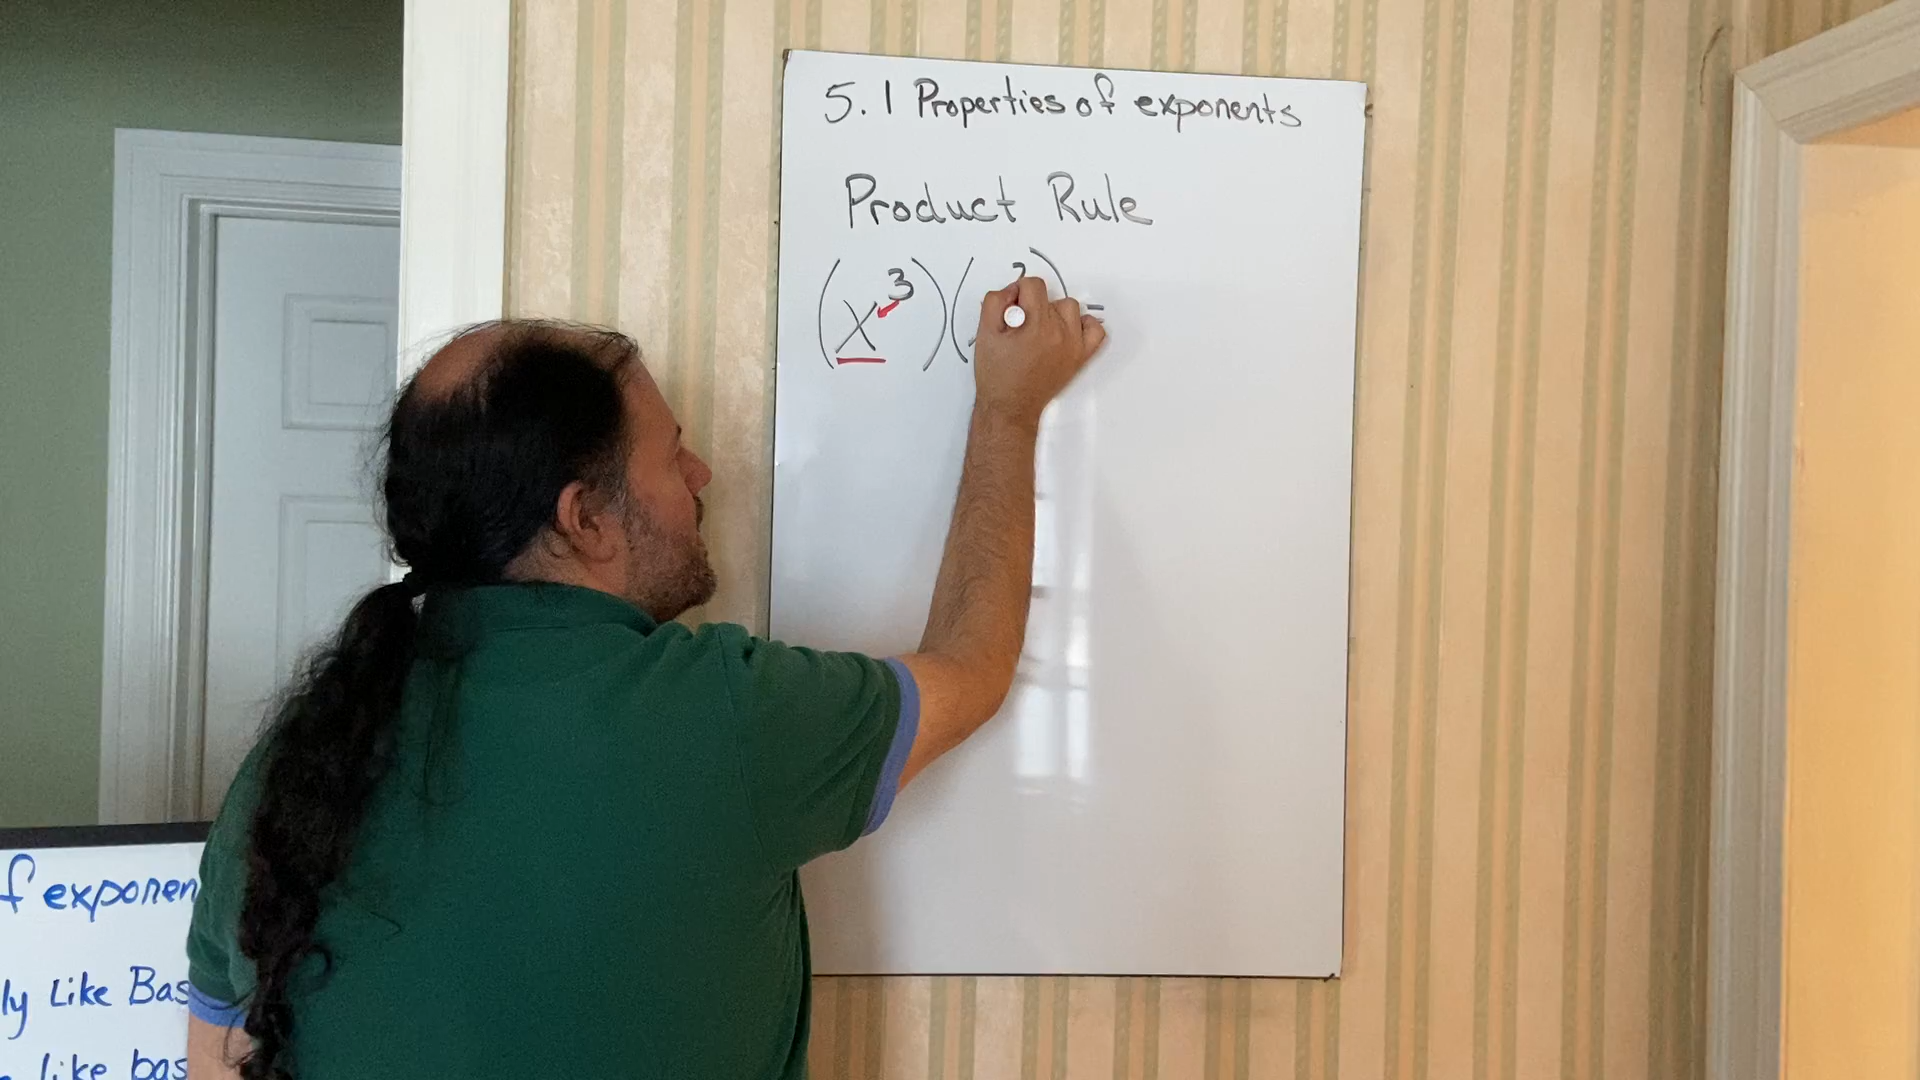 5.1 Properties of exponents
Product Rule
(x³)( ) =
f exponen
ly Like Bas
like bas